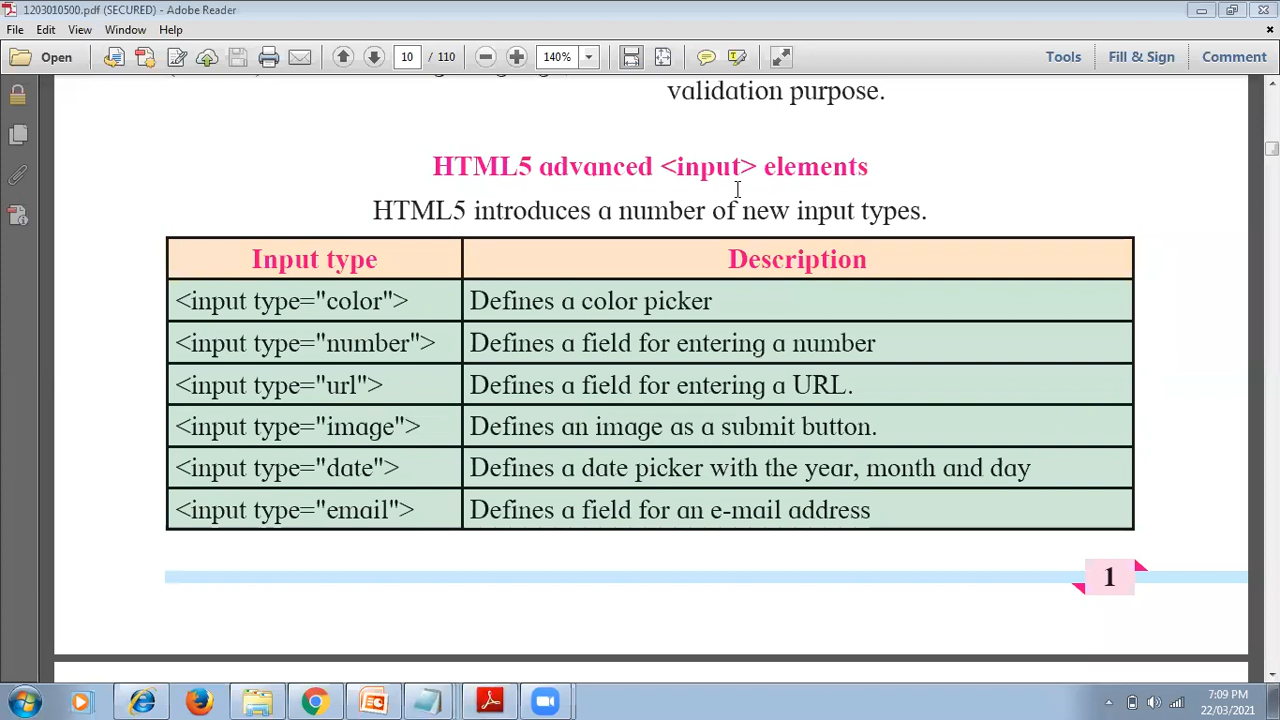 1203010500.pdf (SECURED) - Adobe Reader
File Edit View Window Help
Open 10 / 110 140% Tools Fill & Sign Comment
validation purpose.
HTML5 advanced <input> elements
HTML5 introduces a number of new input types.
Input type Description
<input type="color"> Defines a color picker
<input type="number"> Defines a field for entering a number
<input type="url"> Defines a field for entering a URL.
<input type="image"> Defines an image as a submit button.
<input type="date"> Defines a date picker with the year, month and day
<input type="email"> Defines a field for an e-mail address
1
7:09 PM
22/03/2021